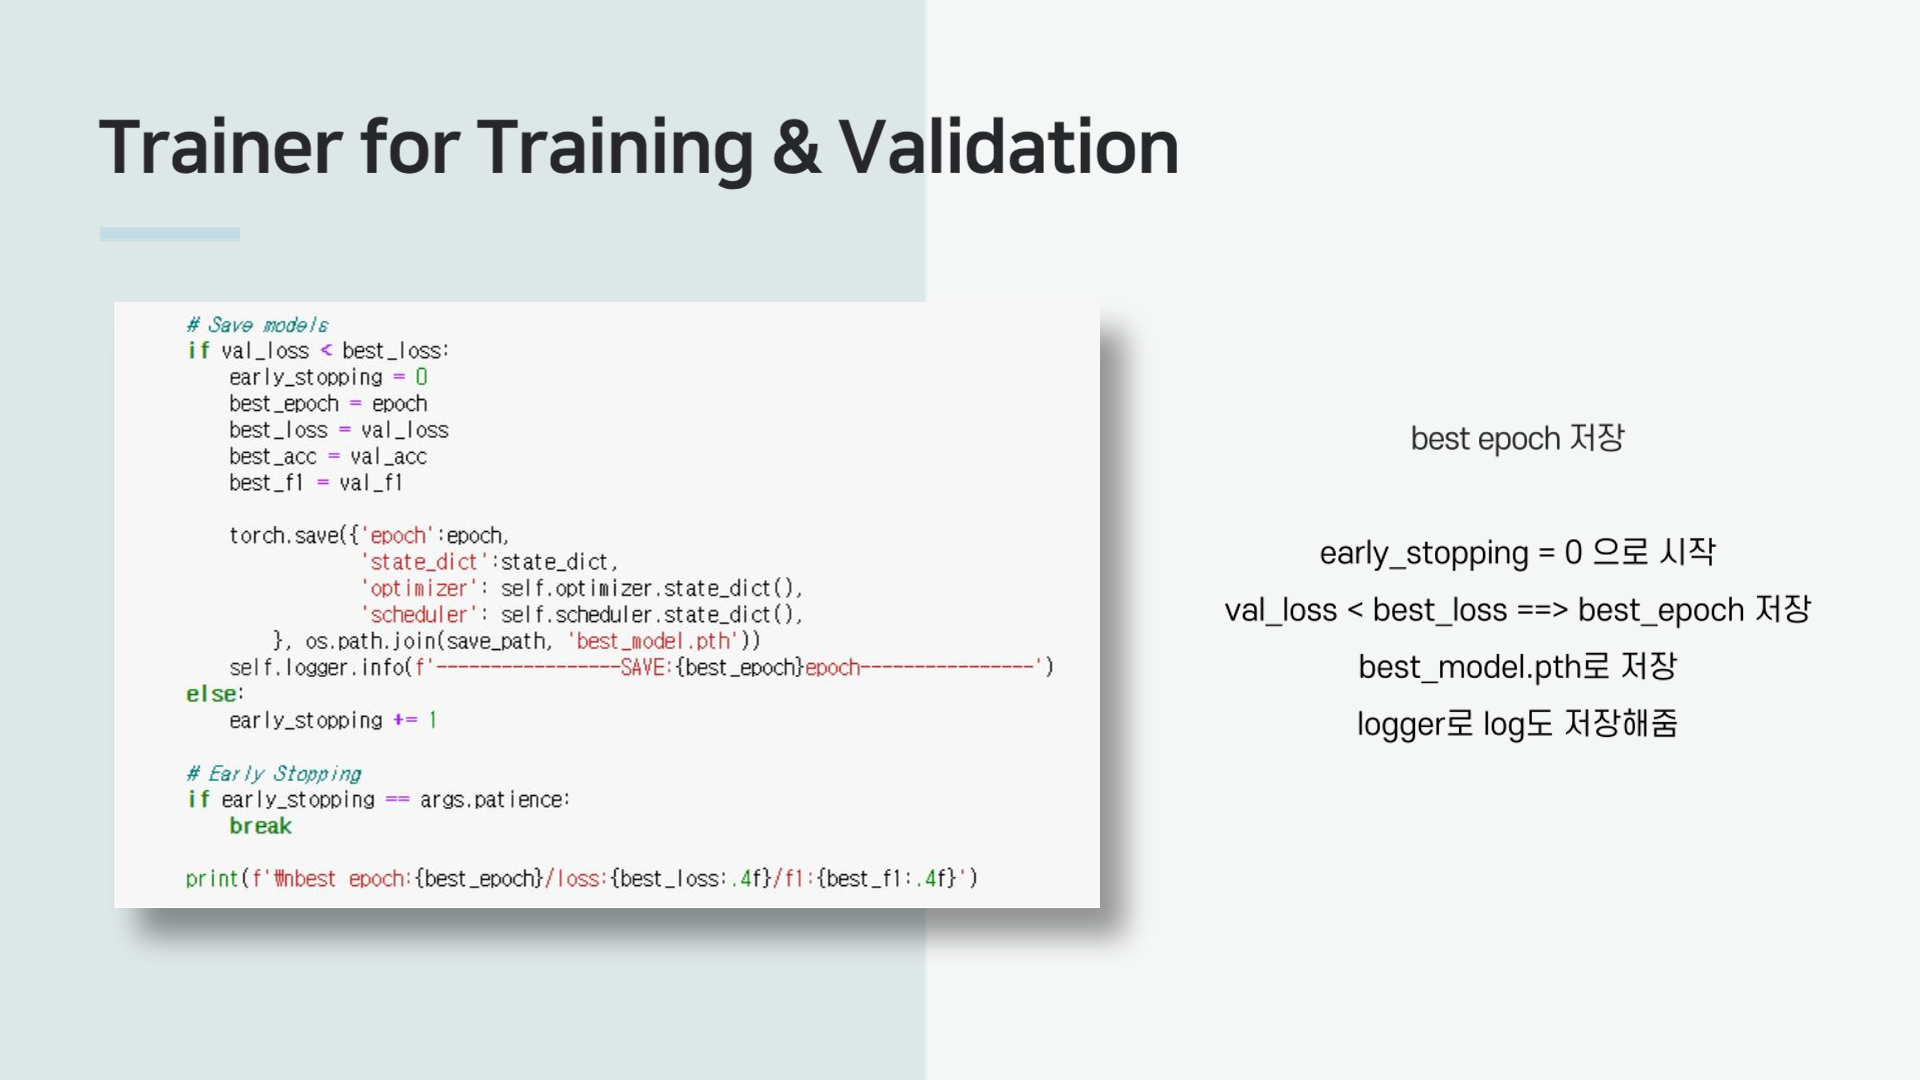 Trainer for Training & Validation
# Save models
if val_loss < best_loss:
    early_stopping = 0
    best_epoch = epoch
    best_loss = val_loss
    best_acc = val_acc
    best_f1 = val_f1
    torch.save({'epoch':epoch,
                'state_dict':state_dict,
                'optimizer': self.optimizer.state_dict(),
                'scheduler': self.scheduler.state_dict(),
        }, os.path.join(save_path, 'best_model.pth'))
    self.logger.info(f'-----------------SAVE:{best_epoch}epoch----------------')
else:
    early_stopping += 1
# Early Stopping
if early_stopping == args.patience:
    break
print(f'₩nbest epoch:{best_epoch}/loss:{best_loss:.4f}/f1:{best_f1:.4f}')
best epoch 저장
early_stopping = 0 으로 시작
val_loss < best_loss ==> best_epoch 저장
best_model.pth로 저장
logger로 log도 저장해줌